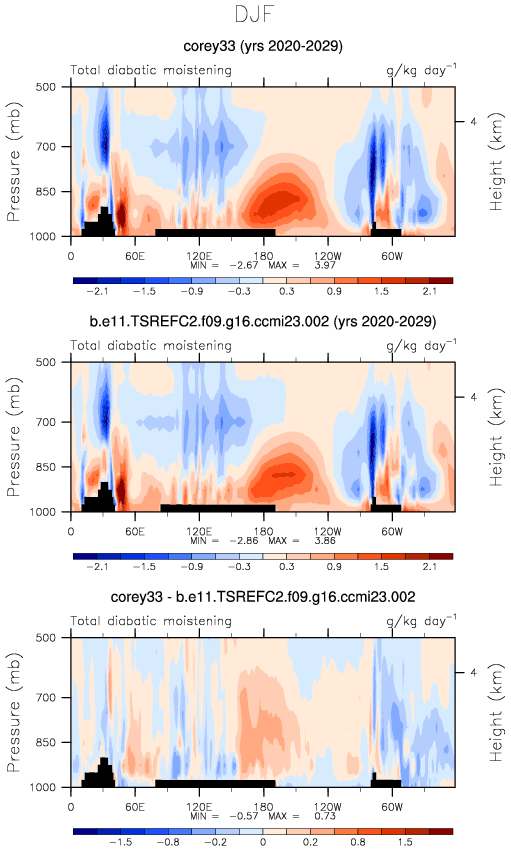 DJF
corey33 (yrs 2020-2029)
Total diabatic moistening g/kg day⁻¹
500
700
850
1000
Pressure (mb)
4
Height (km)
0 60E 120E 180 120W 60W
MIN = -2.67 MAX = 3.97
-2.1 -1.5 -0.9 -0.3 0.3 0.9 1.5 2.1
b.e11.TSREFC2.f09.g16.ccmi23.002 (yrs 2020-2029)
Total diabatic moistening g/kg day⁻¹
500
700
850
1000
Pressure (mb)
4
Height (km)
0 60E 120E 180 120W 60W
MIN = -2.86 MAX = 3.86
-2.1 -1.5 -0.9 -0.3 0.3 0.9 1.5 2.1
corey33 - b.e11.TSREFC2.f09.g16.ccmi23.002
Total diabatic moistening g/kg day⁻¹
500
700
850
1000
Pressure (mb)
4
Height (km)
0 60E 120E 180 120W 60W
MIN = -0.57 MAX = 0.73
-1.5 -0.8 -0.2 0 0.2 0.8 1.5